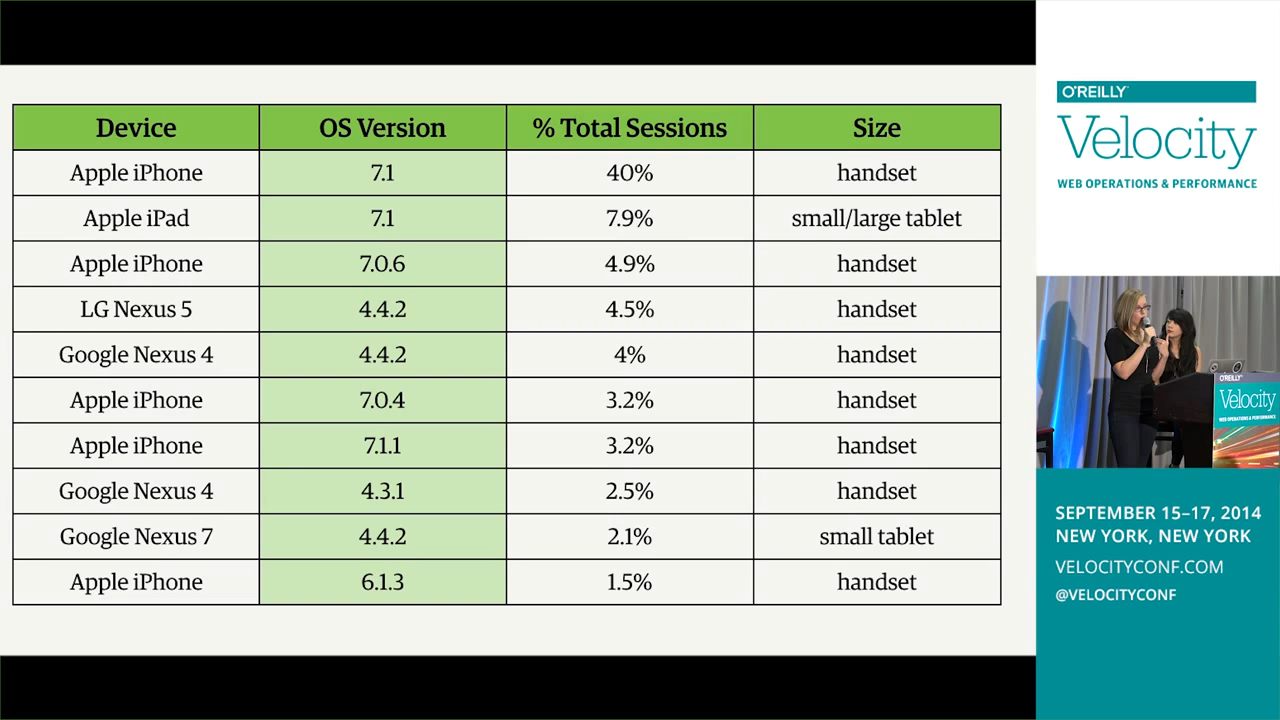 Device OS Version % Total Sessions Size
Apple iPhone 7.1 40% handset
Apple iPad 7.1 7.9% small/large tablet
Apple iPhone 7.0.6 4.9% handset
LG Nexus 5 4.4.2 4.5% handset
Google Nexus 4 4.4.2 4% handset
Apple iPhone 7.0.4 3.2% handset
Apple iPhone 7.1.1 3.2% handset
Google Nexus 4 4.3.1 2.5% handset
Google Nexus 7 4.4.2 2.1% small tablet
Apple iPhone 6.1.3 1.5% handset
O'REILLY
Velocity
WEB OPERATIONS & PERFORMANCE
O'REILLY
Velocity
WEB OPERATIONS & PERFORMANCE
SEPTEMBER 15–17, 2014
NEW YORK, NEW YORK
VELOCITYCONF.COM
@VELOCITYCONF